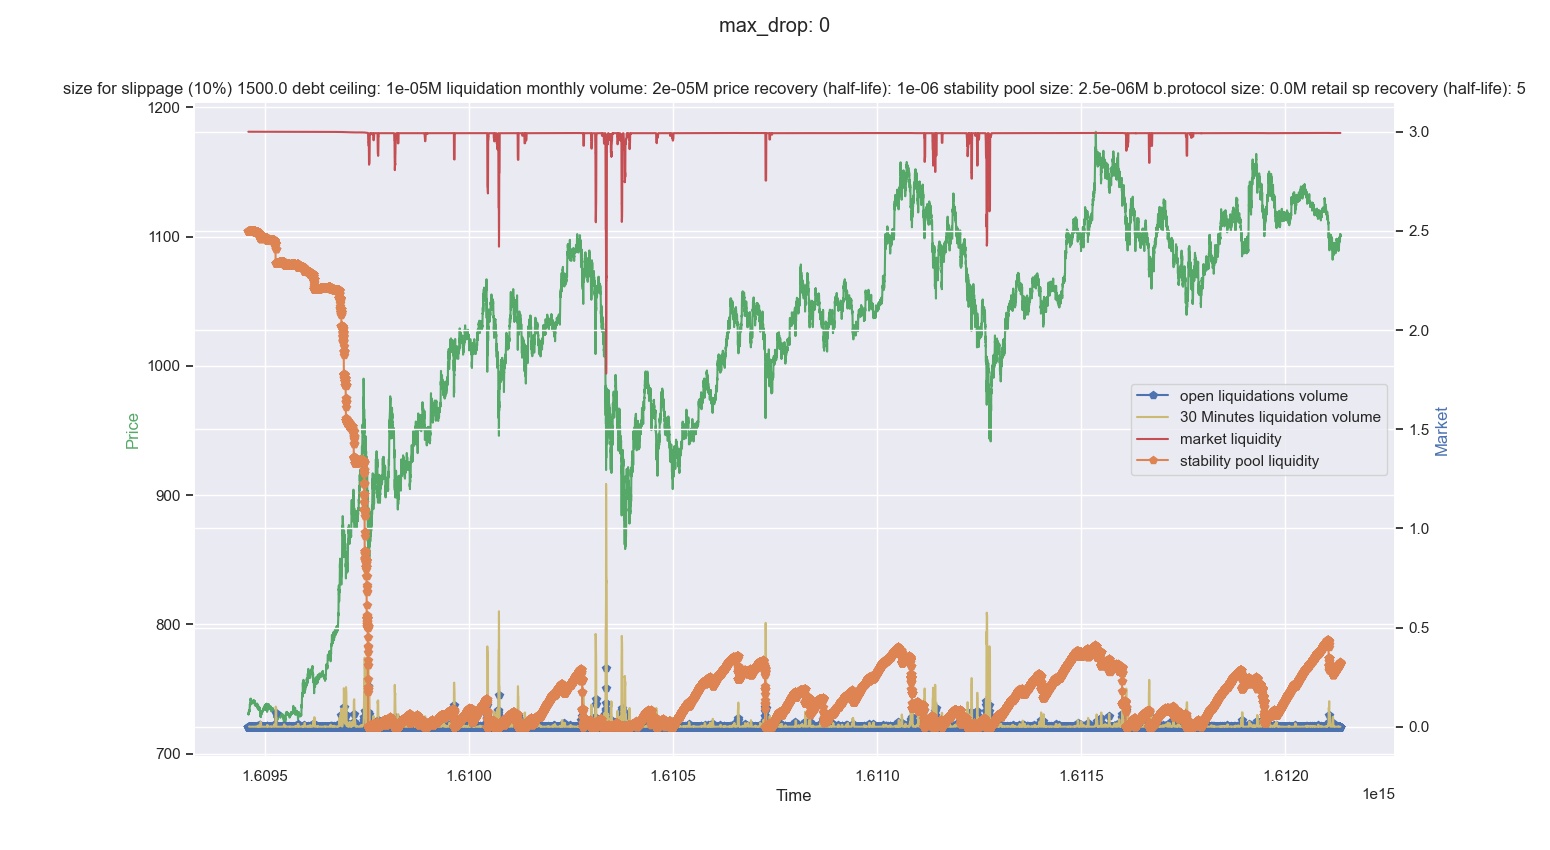 max_drop: 0
size for slippage (10%) 1500.0 debt ceiling: 1e-05M liquidation monthly volume: 2e-05M price recovery (half-life): 1e-06 stability pool size: 2.5e-06M b.protocol size: 0.0M retail sp recovery (half-life): 5
1200
1100
1000
900
800
700
Price
3.0
2.5
2.0
1.5
1.0
0.5
0.0
Market
open liquidations volume
30 Minutes liquidation volume
market liquidity
stability pool liquidity
1.6095 1.6100 1.6105 1.6110 1.6115 1.6120
Time
1e15